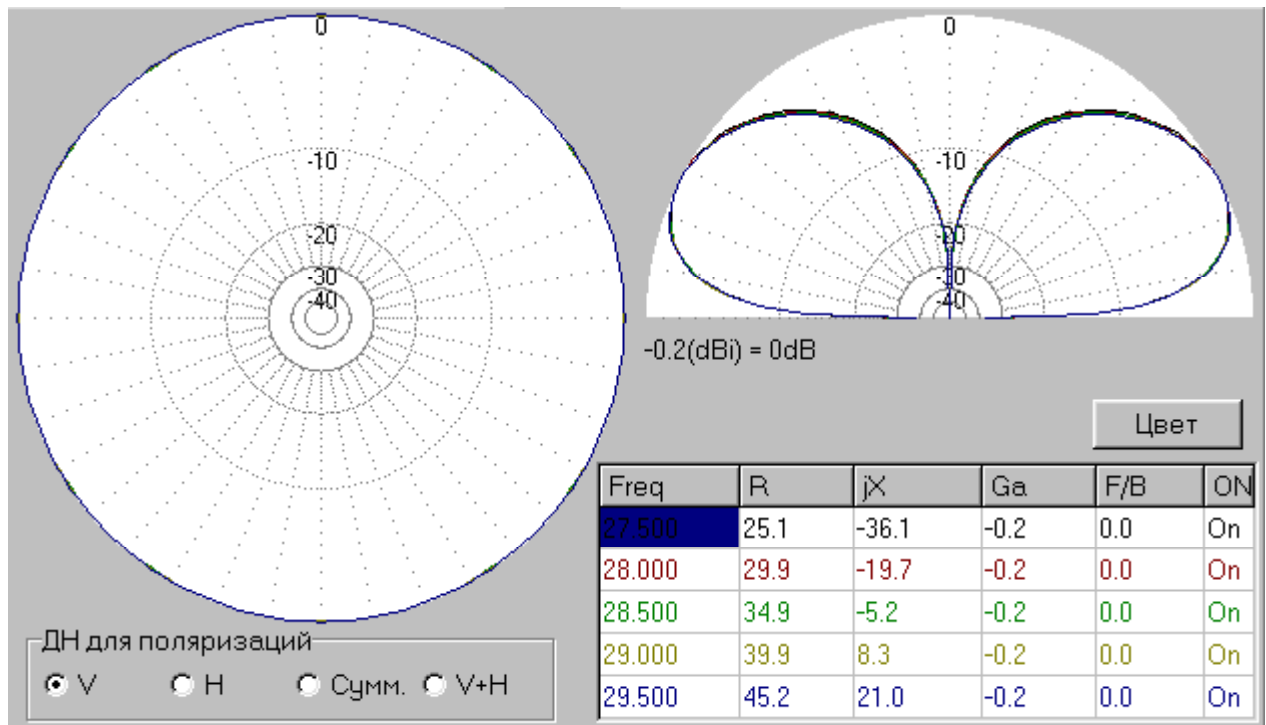 0
-10
-20
-30
-40
0
-10
-20
-30
-40
-0.2(dBi) = 0dB
Цвет
Freq R jX Ga F/B ON
27.500 25.1 -36.1 -0.2 0.0 On
28.000 29.9 -19.7 -0.2 0.0 On
28.500 34.9 -5.2 -0.2 0.0 On
29.000 39.9 8.3 -0.2 0.0 On
29.500 45.2 21.0 -0.2 0.0 On
ДН для поляризаций
V H Сумм. V+H